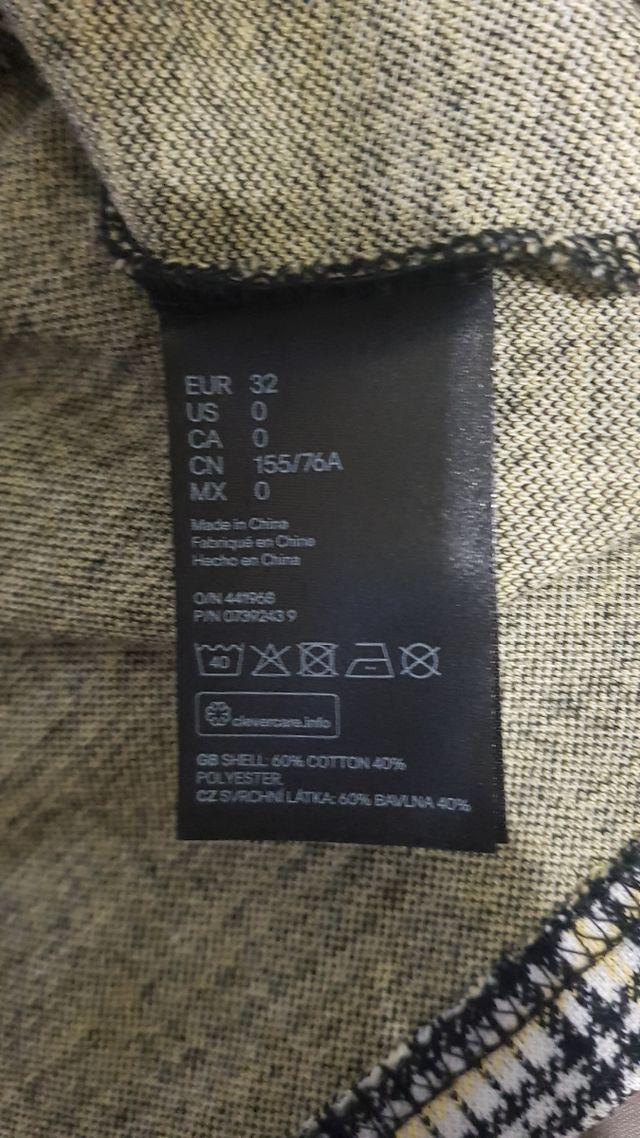 EUR 32
US 0
CA 0
CN 155/76A
MX 0
Made in China
Fabriqué en Chine
Hecho en China
O/N 441968
P/N 0739243 9
40
clevercare.info
GB SHELL: 60% COTTON 40%
POLYESTER,
CZ SVRCHNÍ LÁTKA: 60% BAVLNA 40%